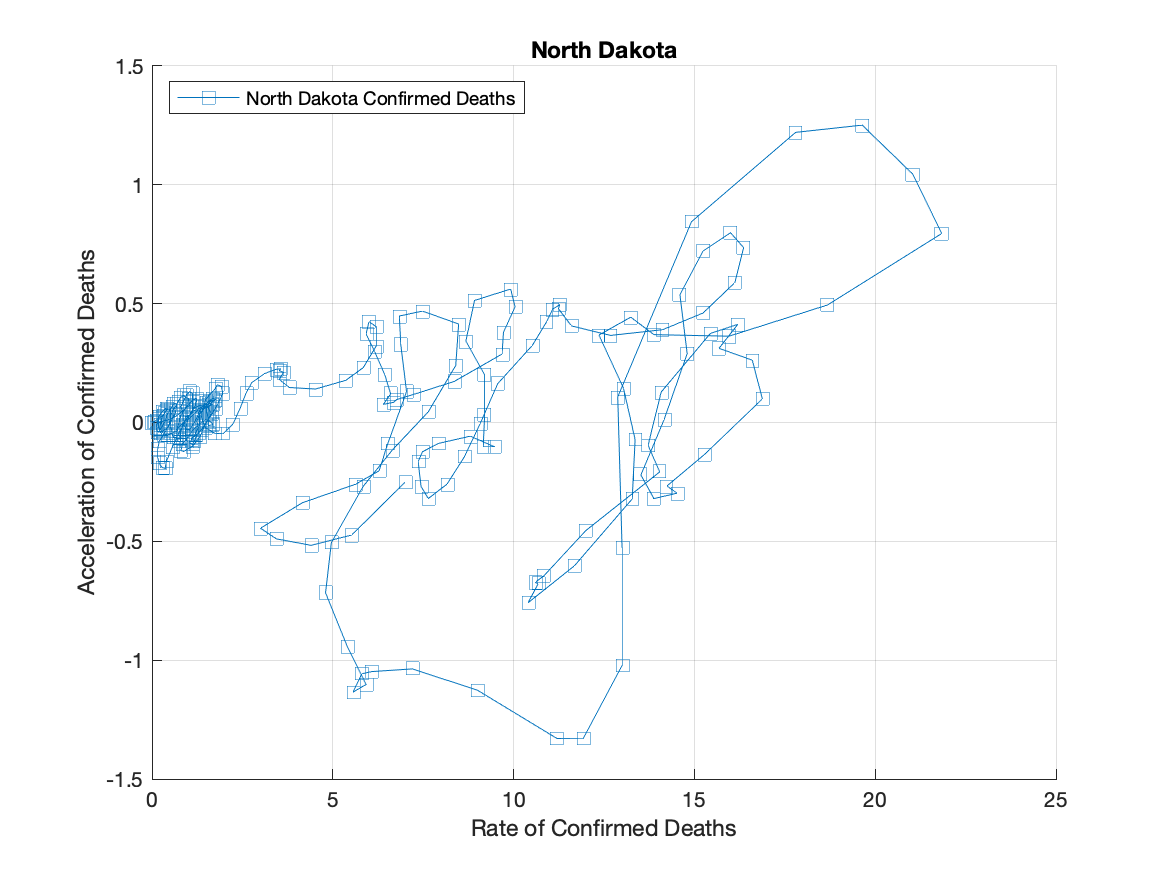 North Dakota
1.5
North Dakota Confirmed Deaths
1
0.5
0
-0.5
-1
-1.5
Acceleration of Confirmed Deaths
0 5 10 15 20 25
Rate of Confirmed Deaths